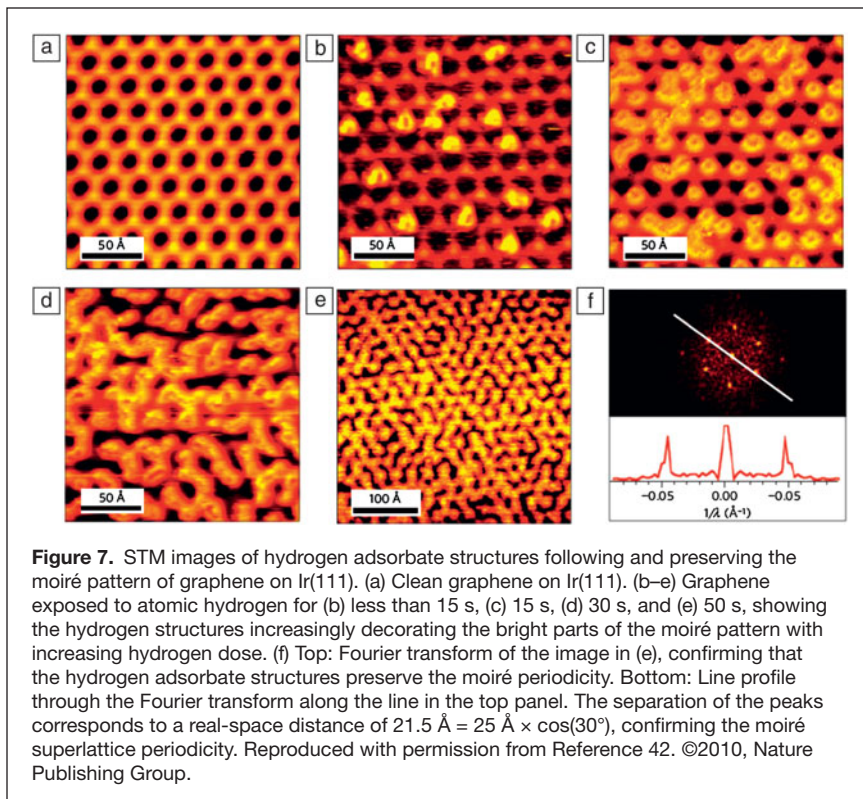 a
b
c
50 Å
50 Å
50 Å
d
e
f
50 Å
100 Å
−0.05 0.00 −0.05
1/λ (Å⁻¹)
Figure 7. STM images of hydrogen adsorbate structures following and preserving the
moiré pattern of graphene on Ir(111). (a) Clean graphene on Ir(111). (b–e) Graphene
exposed to atomic hydrogen for (b) less than 15 s, (c) 15 s, (d) 30 s, and (e) 50 s, showing
the hydrogen structures increasingly decorating the bright parts of the moiré pattern with
increasing hydrogen dose. (f) Top: Fourier transform of the image in (e), confirming that
the hydrogen adsorbate structures preserve the moiré periodicity. Bottom: Line profile
through the Fourier transform along the line in the top panel. The separation of the peaks
corresponds to a real-space distance of 21.5 Å = 25 Å × cos(30°), confirming the moiré
superlattice periodicity. Reproduced with permission from Reference 42. ©2010, Nature
Publishing Group.